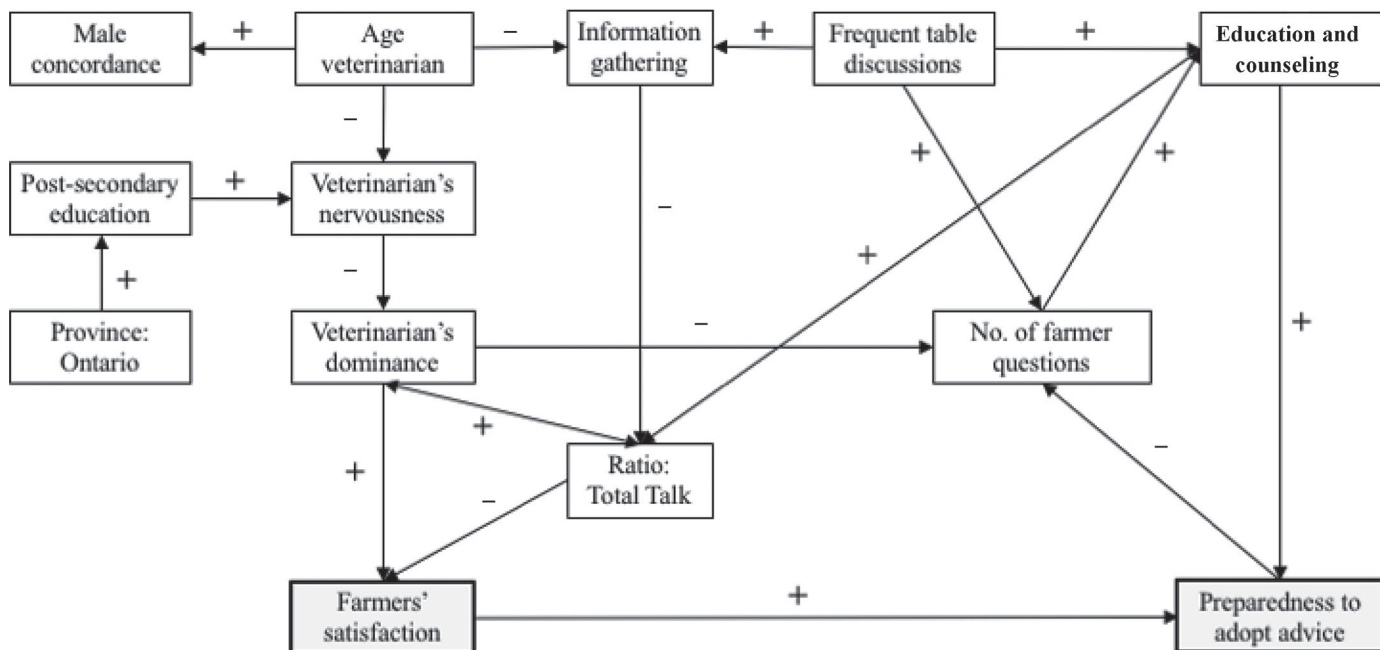 Male
concordance
+
Age
veterinarian
–
Information
gathering
+
Frequent table
discussions
+
Education and
counseling
–
+
+
Post-secondary
education
+
Veterinarian’s
nervousness
–
+
–
+
Province:
Ontario
Veterinarian’s
dominance
–
No. of farmer
questions
+
+
+
–
Ratio:
Total Talk
–
Farmers’
satisfaction
+
Preparedness to
adopt advice